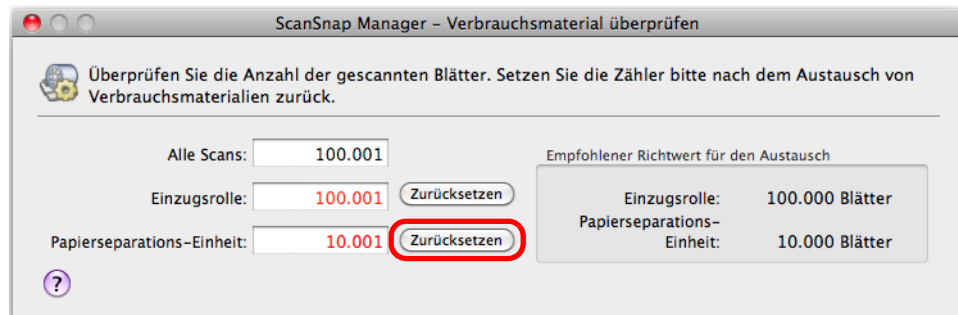 ScanSnap Manager – Verbrauchsmaterial überprüfen
Überprüfen Sie die Anzahl der gescannten Blätter. Setzen Sie die Zähler bitte nach dem Austausch von
Verbrauchsmaterialien zurück.
Alle Scans: 100.001
Einzugsrolle: 100.001 Zurücksetzen
Papierseparations-Einheit: 10.001 Zurücksetzen
Empfohlener Richtwert für den Austausch
Einzugsrolle: 100.000 Blätter
Papierseparations-
Einheit: 10.000 Blätter
?